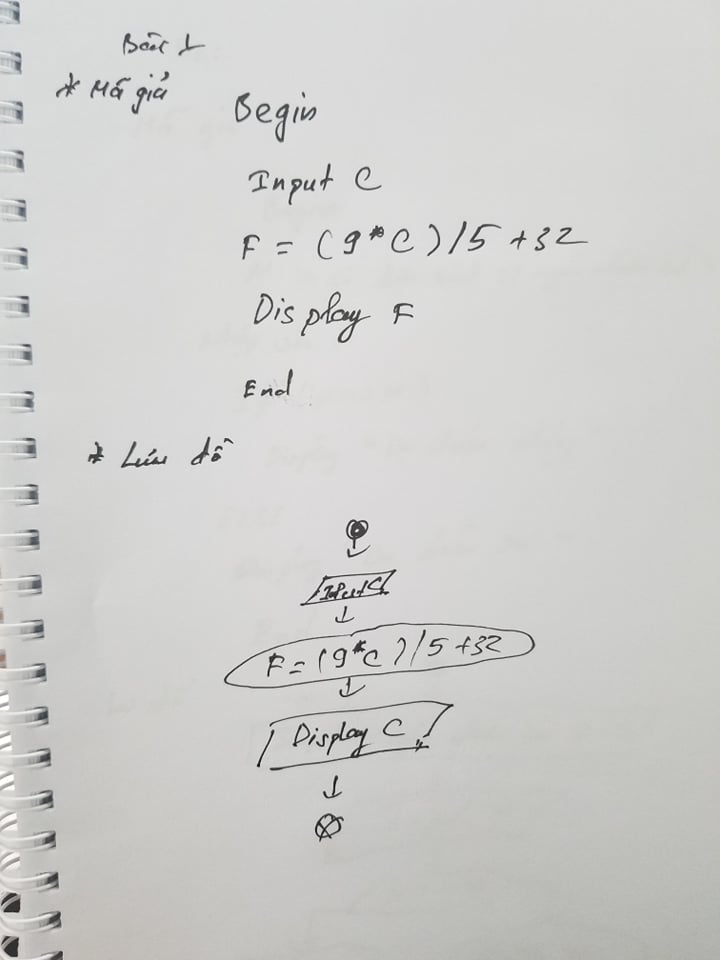 Bài 1
* Mã giả
Begin
Input C
F = (9*C)/5 +32
Display F
End
* Lưu đồ
Input C
F = (9*C)/5 +32
Display C